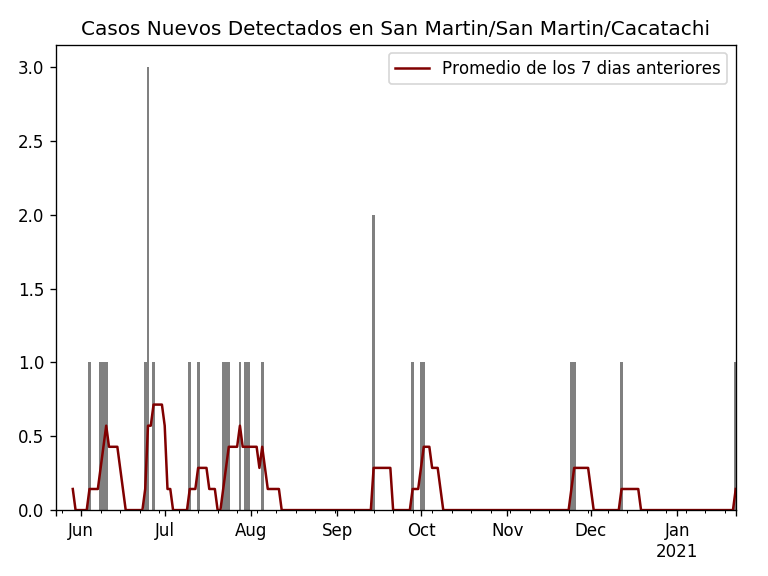 Casos Nuevos Detectados en San Martin/San Martin/Cacatachi
Promedio de los 7 dias anteriores
3.0
2.5
2.0
1.5
1.0
0.5
0.0
Jun Jul Aug Sep Oct Nov Dec Jan
2021